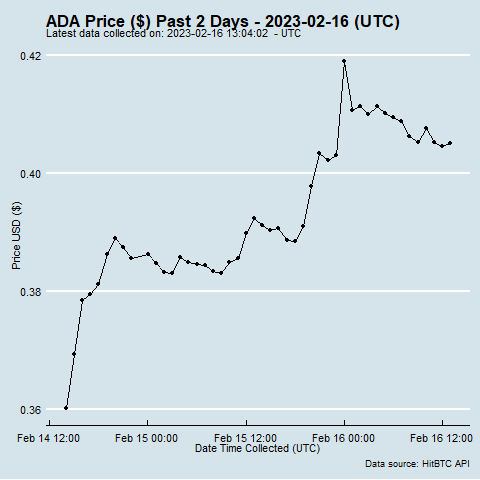 ADA Price ($) Past 2 Days - 2023-02-16 (UTC)
Latest data collected on: 2023-02-16 13:04:02  - UTC
0.42
0.40
0.38
0.36
Price USD ($)
Feb 14 12:00 Feb 15 00:00 Feb 15 12:00 Feb 16 00:00 Feb 16 12:00
Date Time Collected (UTC)
Data source: HitBTC API